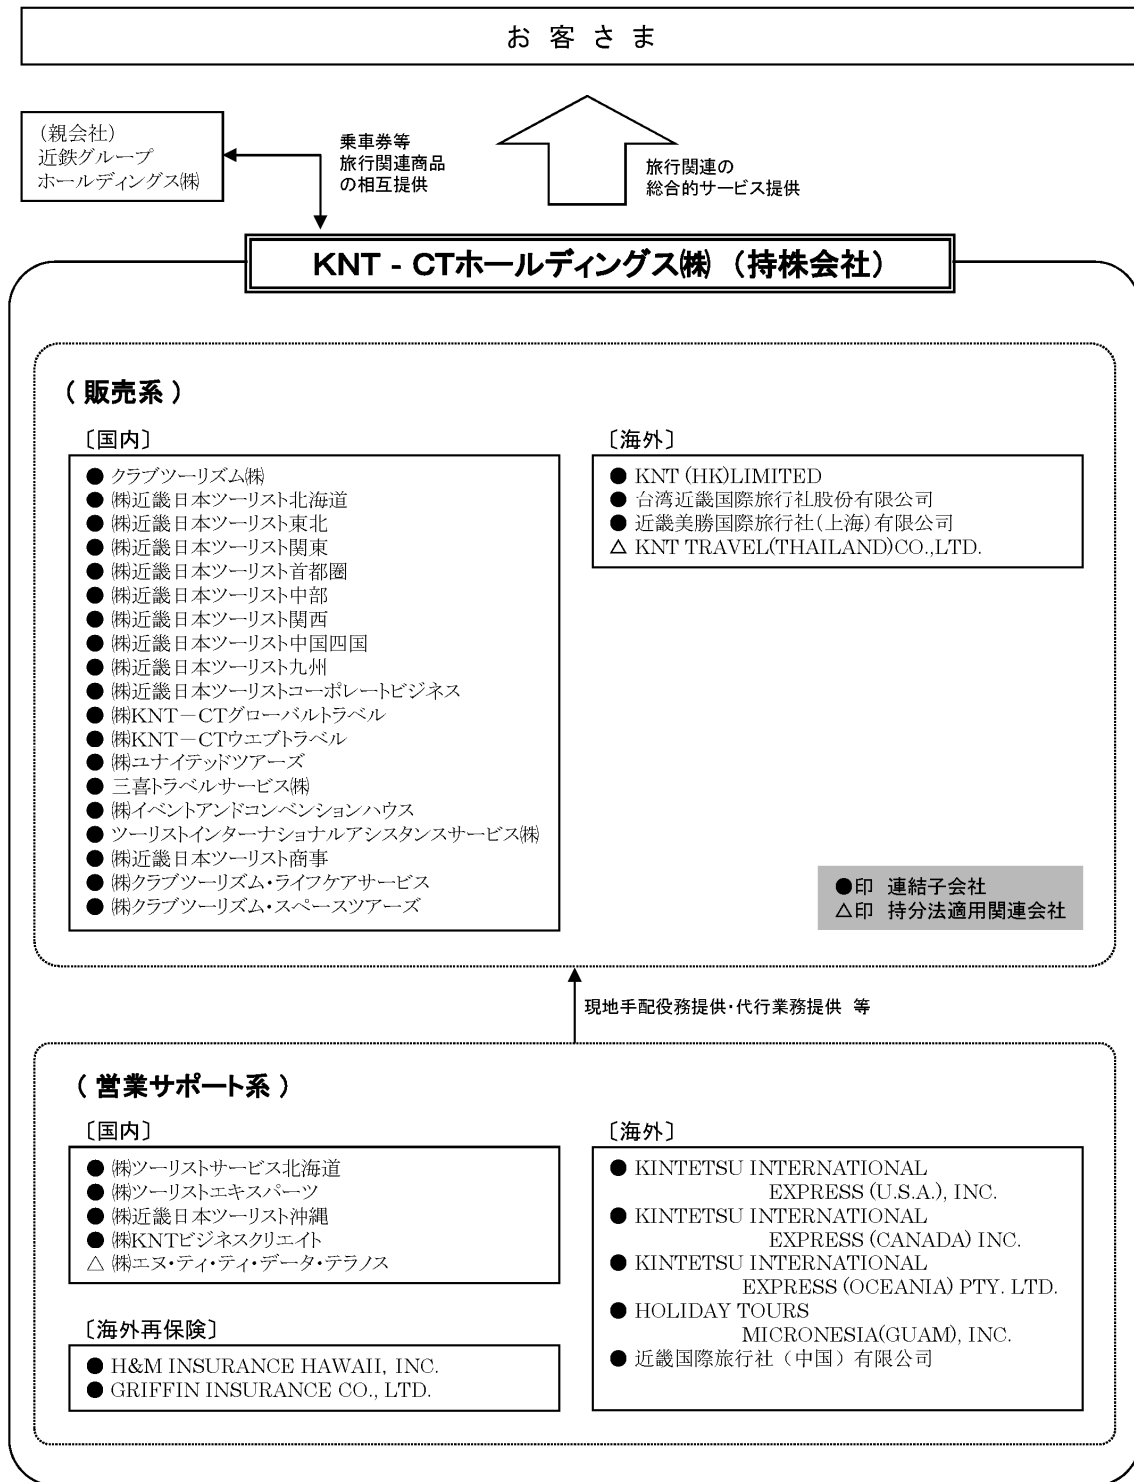 お客さま
(親会社)
近鉄グループ
ホールディングス㈱
乗車券等
旅行関連商品
の相互提供
旅行関連の
総合的サービス提供
KNT-CTホールディングス㈱ (持株会社)
(販売系)
〔国内〕
● クラブツーリズム㈱
● ㈱近畿日本ツーリスト北海道
● ㈱近畿日本ツーリスト東北
● ㈱近畿日本ツーリスト関東
● ㈱近畿日本ツーリスト首都圏
● ㈱近畿日本ツーリスト中部
● ㈱近畿日本ツーリスト関西
● ㈱近畿日本ツーリスト中国四国
● ㈱近畿日本ツーリスト九州
● ㈱近畿日本ツーリストコーポレートビジネス
● ㈱KNT-CTグローバルトラベル
● ㈱KNT-CTウエブトラベル
● ㈱ユナイテッドツアーズ
● 三喜トラベルサービス㈱
● ㈱イベントアンドコンベンションハウス
● ツーリストインターナショナルアシスタンスサービス㈱
● ㈱近畿日本ツーリスト商事
● ㈱クラブツーリズム・ライフケアサービス
● ㈱クラブツーリズム・スペースツアーズ
〔海外〕
● KNT (HK)LIMITED
● 台湾近畿国際旅行社股份有限公司
● 近畿美勝国際旅行社(上海)有限公司
△ KNT TRAVEL(THAILAND)CO.,LTD.
●印 連結子会社
△印 持分法適用関連会社
現地手配役務提供・代行業務提供 等
(営業サポート系)
〔国内〕
● ㈱ツーリストサービス北海道
● ㈱ツーリストエキスパーツ
● ㈱近畿日本ツーリスト沖縄
● ㈱KNTビジネスクリエイト
△ ㈱エヌ・ティ・ティ・データ・テラノス
〔海外再保険〕
● H&M INSURANCE HAWAII, INC.
● GRIFFIN INSURANCE CO., LTD.
〔海外〕
● KINTETSU INTERNATIONAL
EXPRESS (U.S.A.), INC.
● KINTETSU INTERNATIONAL
EXPRESS (CANADA) INC.
● KINTETSU INTERNATIONAL
EXPRESS (OCEANIA) PTY. LTD.
● HOLIDAY TOURS
MICRONESIA(GUAM), INC.
● 近畿国際旅行社(中国)有限公司